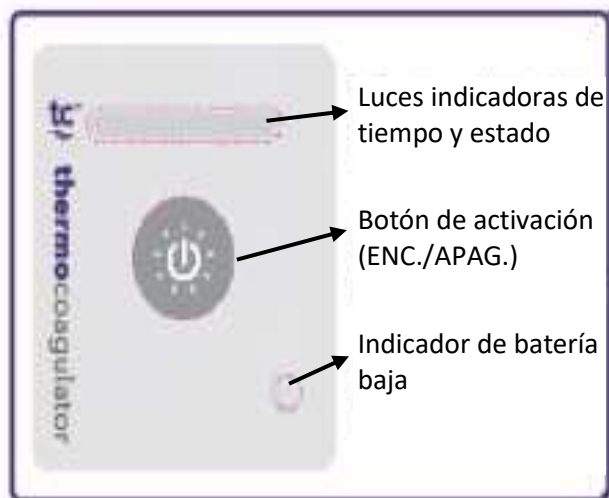 Luces indicadoras de
tiempo y estado
Botón de activación
(ENC./APAG.)
Indicador de batería
baja
thermocoagulator